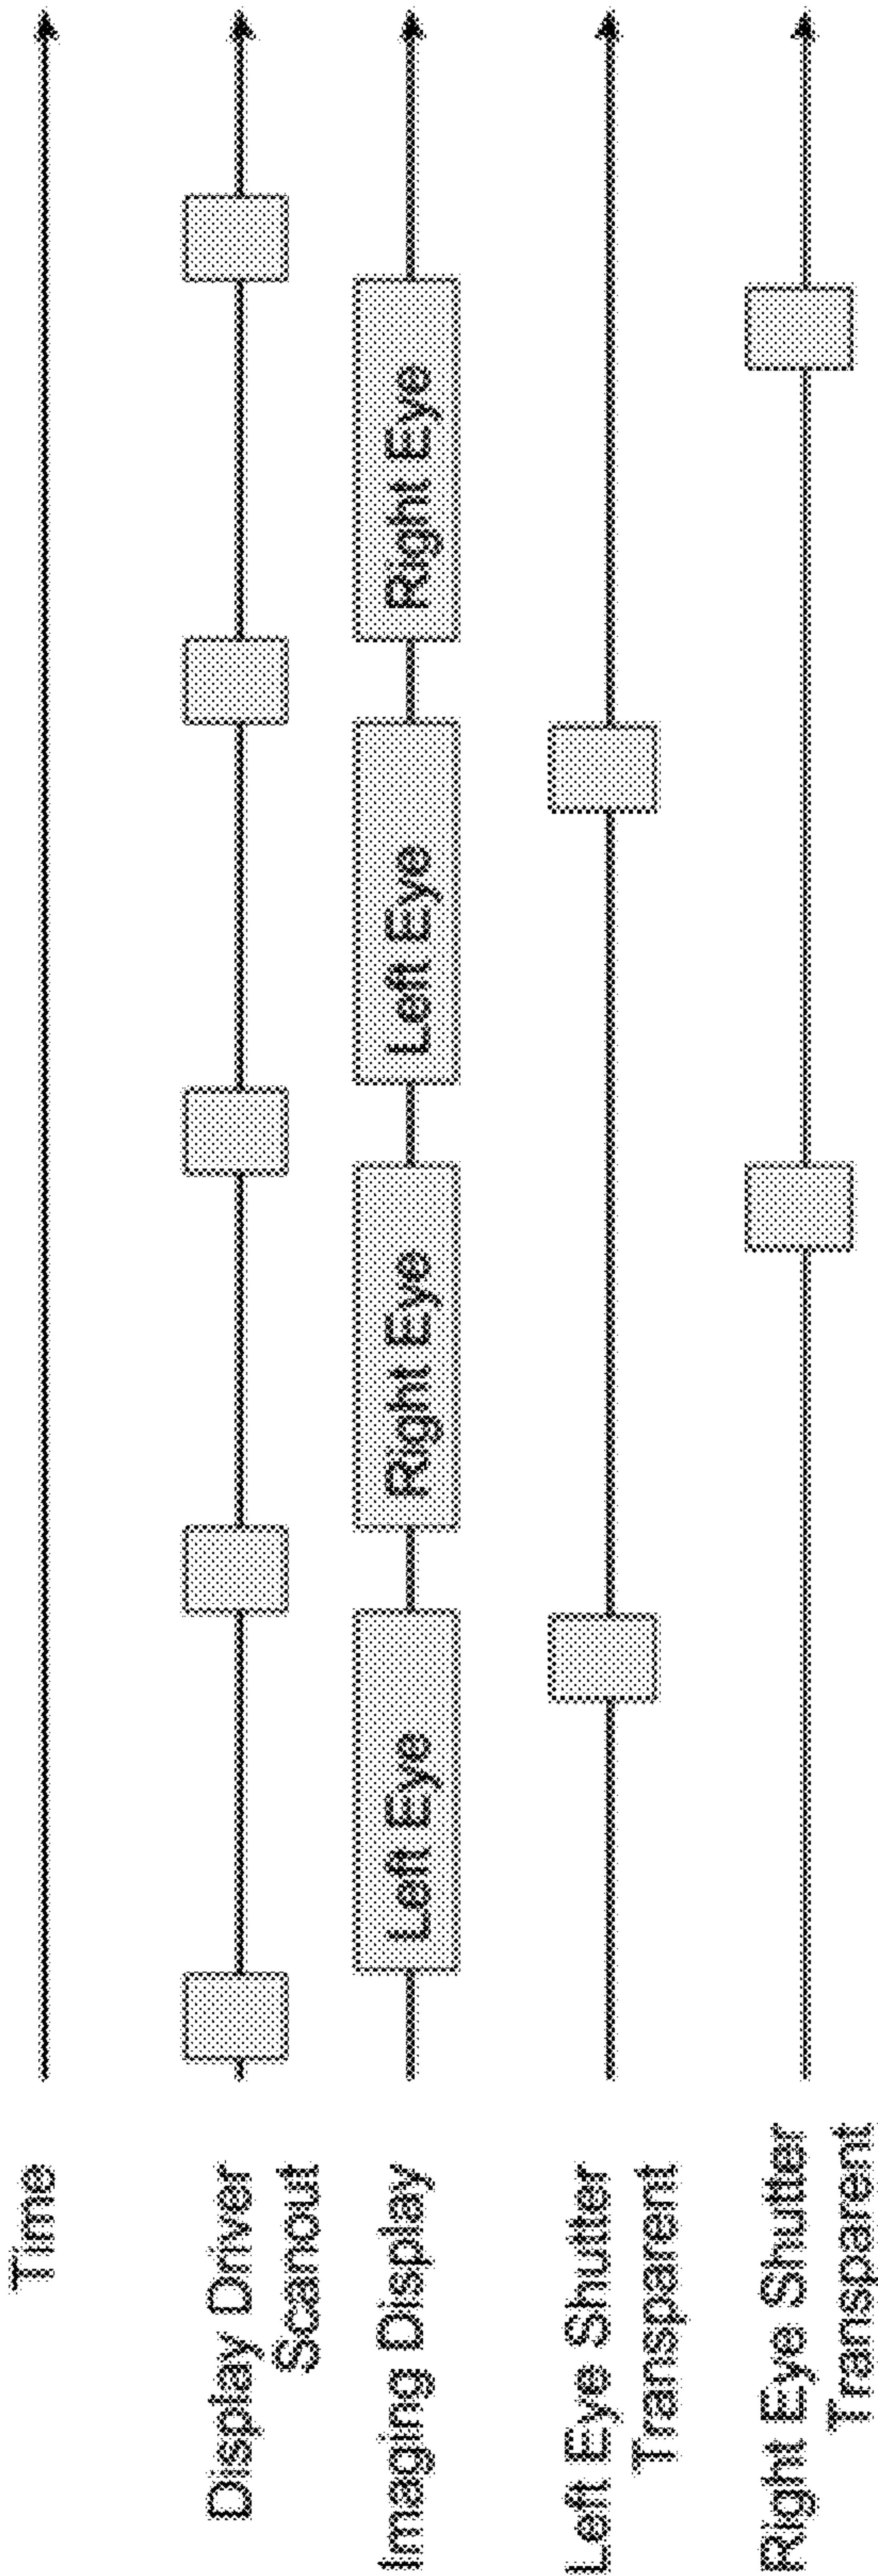 Time
Display Driver
Scanout
Imaging Display
Left Eye
Right Eye
Left Eye
Right Eye
Left Eye Shutter
Transparent
Right Eye Shutter
Transparent